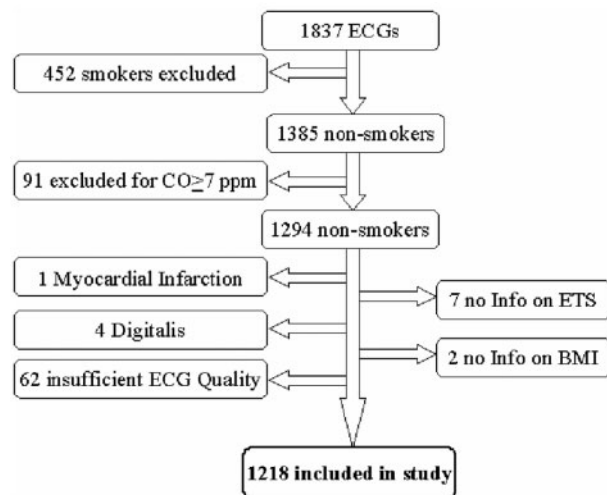 1837 ECGs
452 smokers excluded
1385 non-smokers
91 excluded for CO≥7 ppm
1294 non-smokers
1 Myocardial Infarction
7 no Info on ETS
4 Digitalis
2 no Info on BMI
62 insufficient ECG Quality
1218 included in study